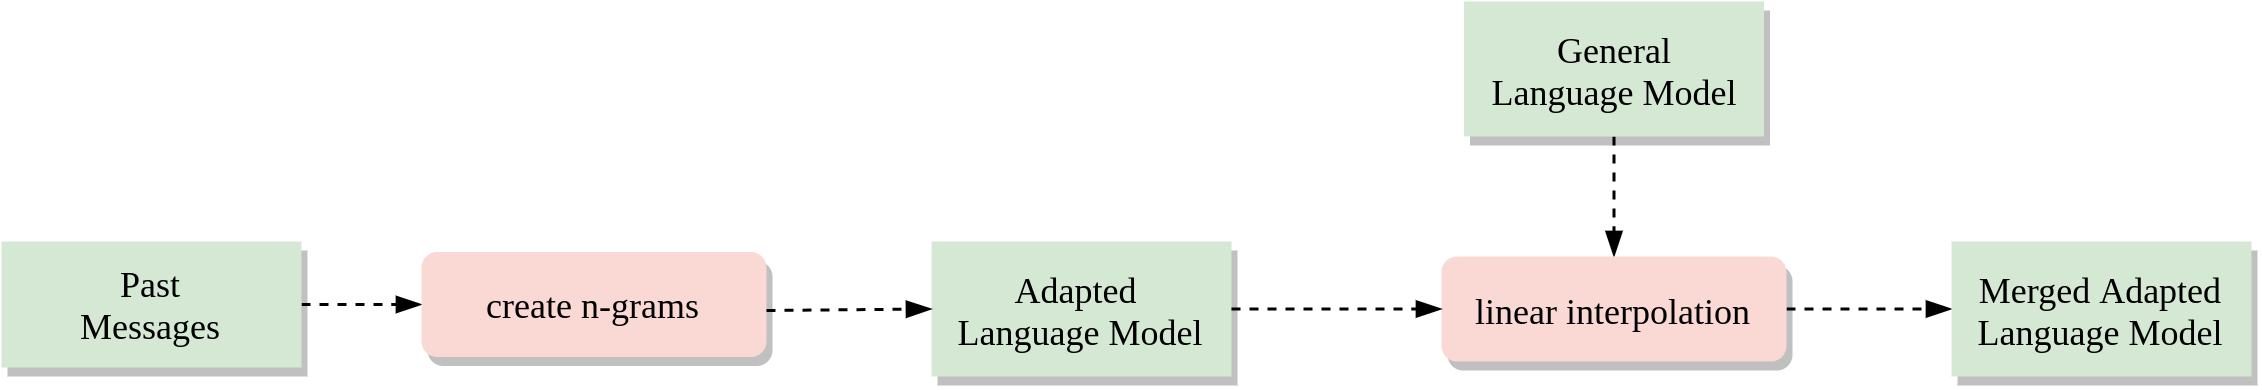 General
Language Model
Past
Messages
create n-grams
Adapted
Language Model
linear interpolation
Merged Adapted
Language Model